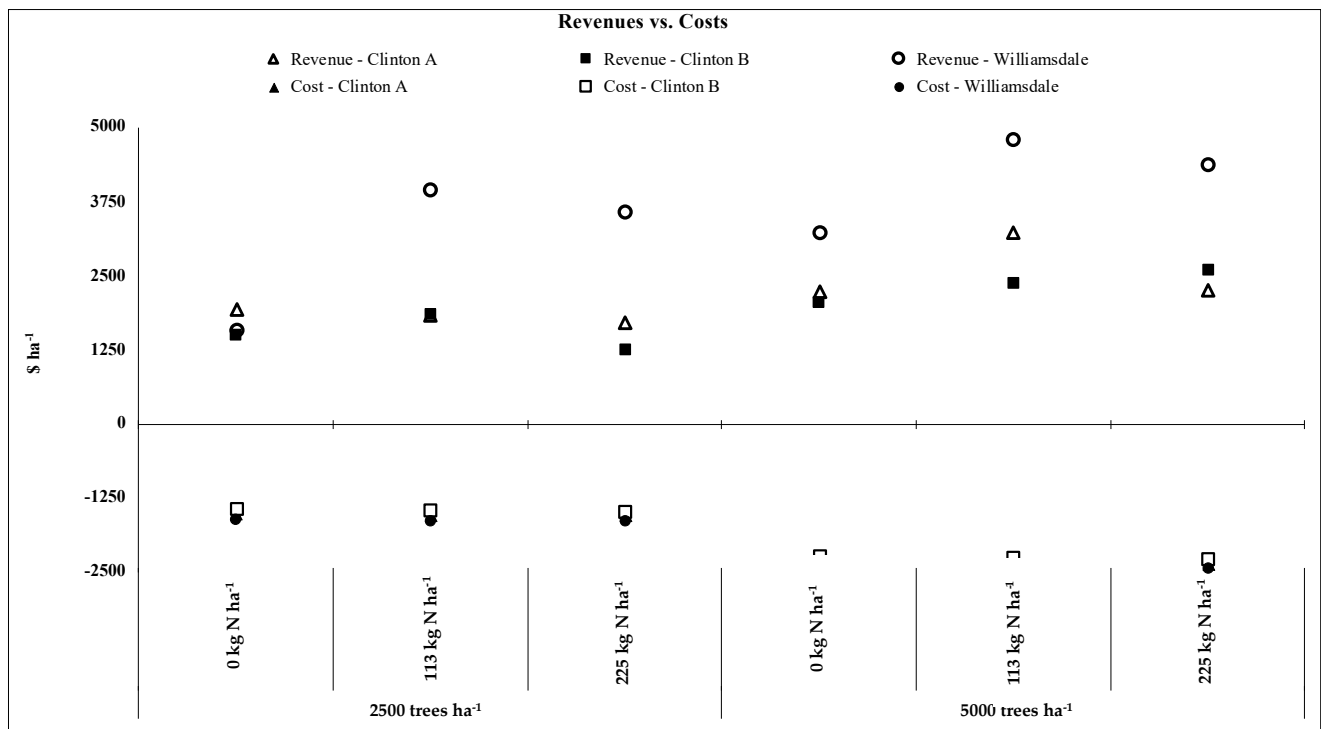 Revenues vs. Costs
Revenue - Clinton A
Revenue - Clinton B
Revenue - Williamsdale
Cost - Clinton A
Cost - Clinton B
Cost - Williamsdale
$ ha-1
5000
3750
2500
1250
0
-1250
-2500
0 kg N ha-1
113 kg N ha-1
225 kg N ha-1
0 kg N ha-1
113 kg N ha-1
225 kg N ha-1
2500 trees ha-1
5000 trees ha-1